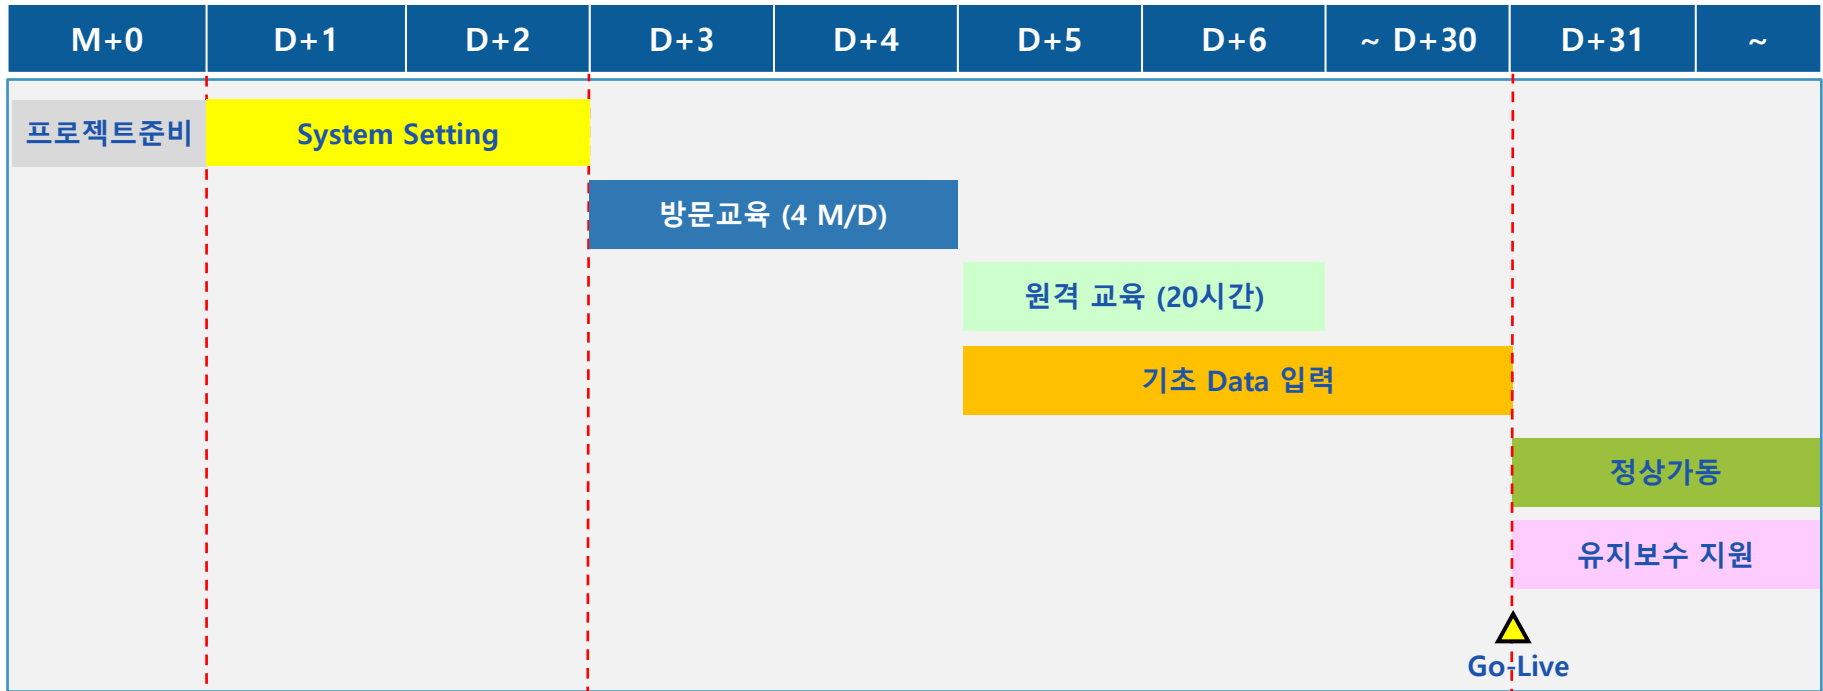 M+0 D+1 D+2 D+3 D+4 D+5 D+6 ~ D+30 D+31 ~
프로젝트준비 System Setting
방문교육 (4 M/D)
원격 교육 (20시간)
기초 Data 입력
정상가동
유지보수 지원
Go-Live